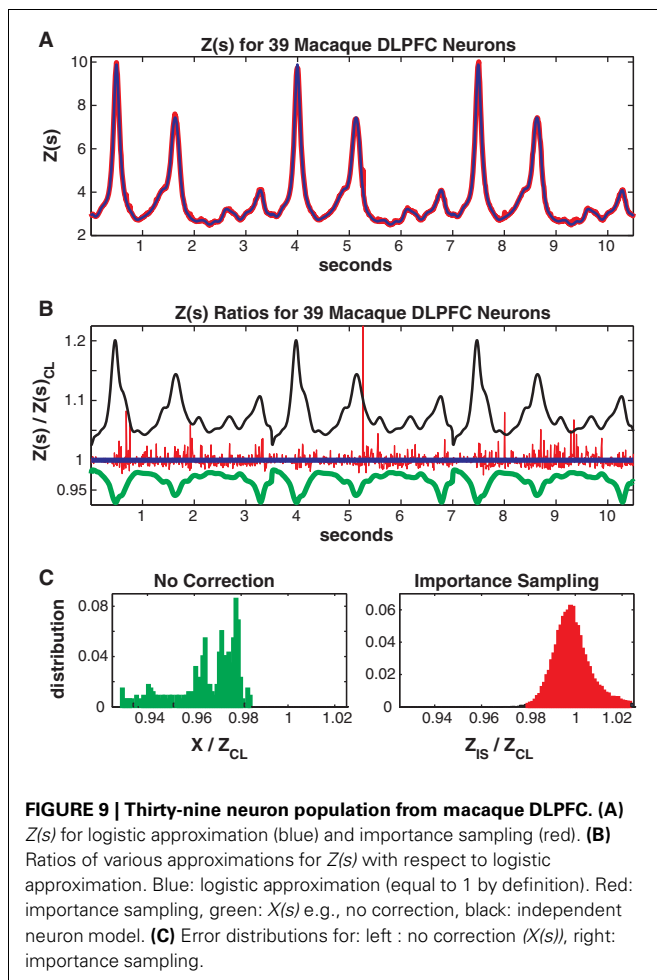 A
Z(s) for 39 Macaque DLPFC Neurons
10
8
6
4
2
Z(s)
1 2 3 4 5 6 7 8 9 10
seconds
B
Z(s) Ratios for 39 Macaque DLPFC Neurons
1.2
1.1
1
0.95
Z(s) / Z(s)CL
1 2 3 4 5 6 7 8 9 10
seconds
C
No Correction
0.08
0.04
0
distribution
0.94 0.96 0.98 1 1.02
X / ZCL
Importance Sampling
0.06
0.04
0.02
0
0.94 0.96 0.98 1 1.02
ZIS / ZCL
FIGURE 9 | Thirty-nine neuron population from macaque DLPFC. (A)
Z(s) for logistic approximation (blue) and importance sampling (red). (B)
Ratios of various approximations for Z(s) with respect to logistic
approximation. Blue: logistic approximation (equal to 1 by definition). Red:
importance sampling, green: X(s) e.g., no correction, black: independent
neuron model. (C) Error distributions for: left : no correction (X(s)), right:
importance sampling.